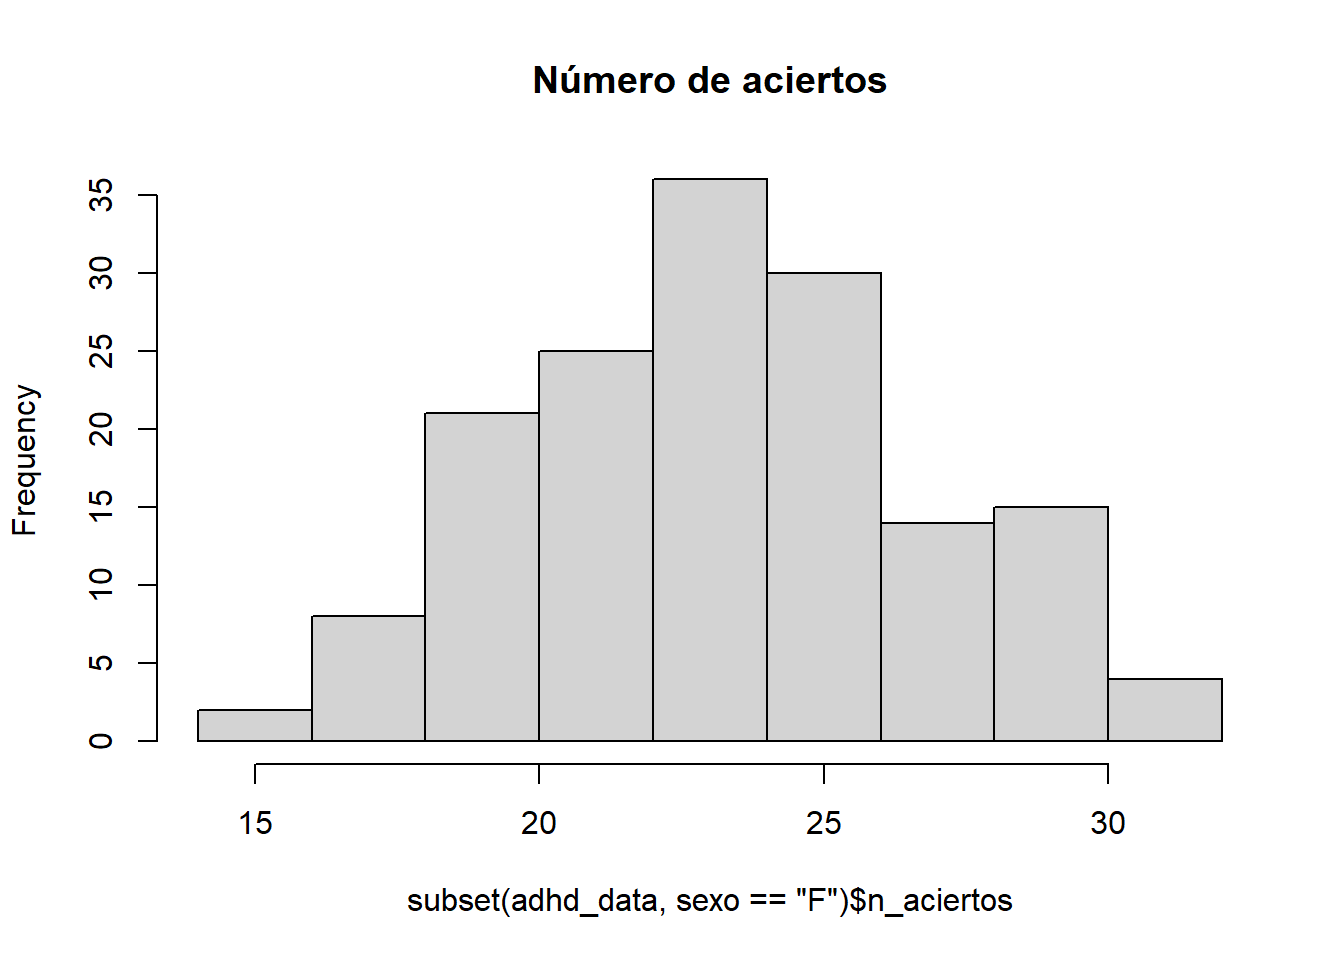 Número de aciertos
Frequency
35
30
25
20
15
10
5
0
15 20 25 30
subset(adhd_data, sexo == "F")$n_aciertos